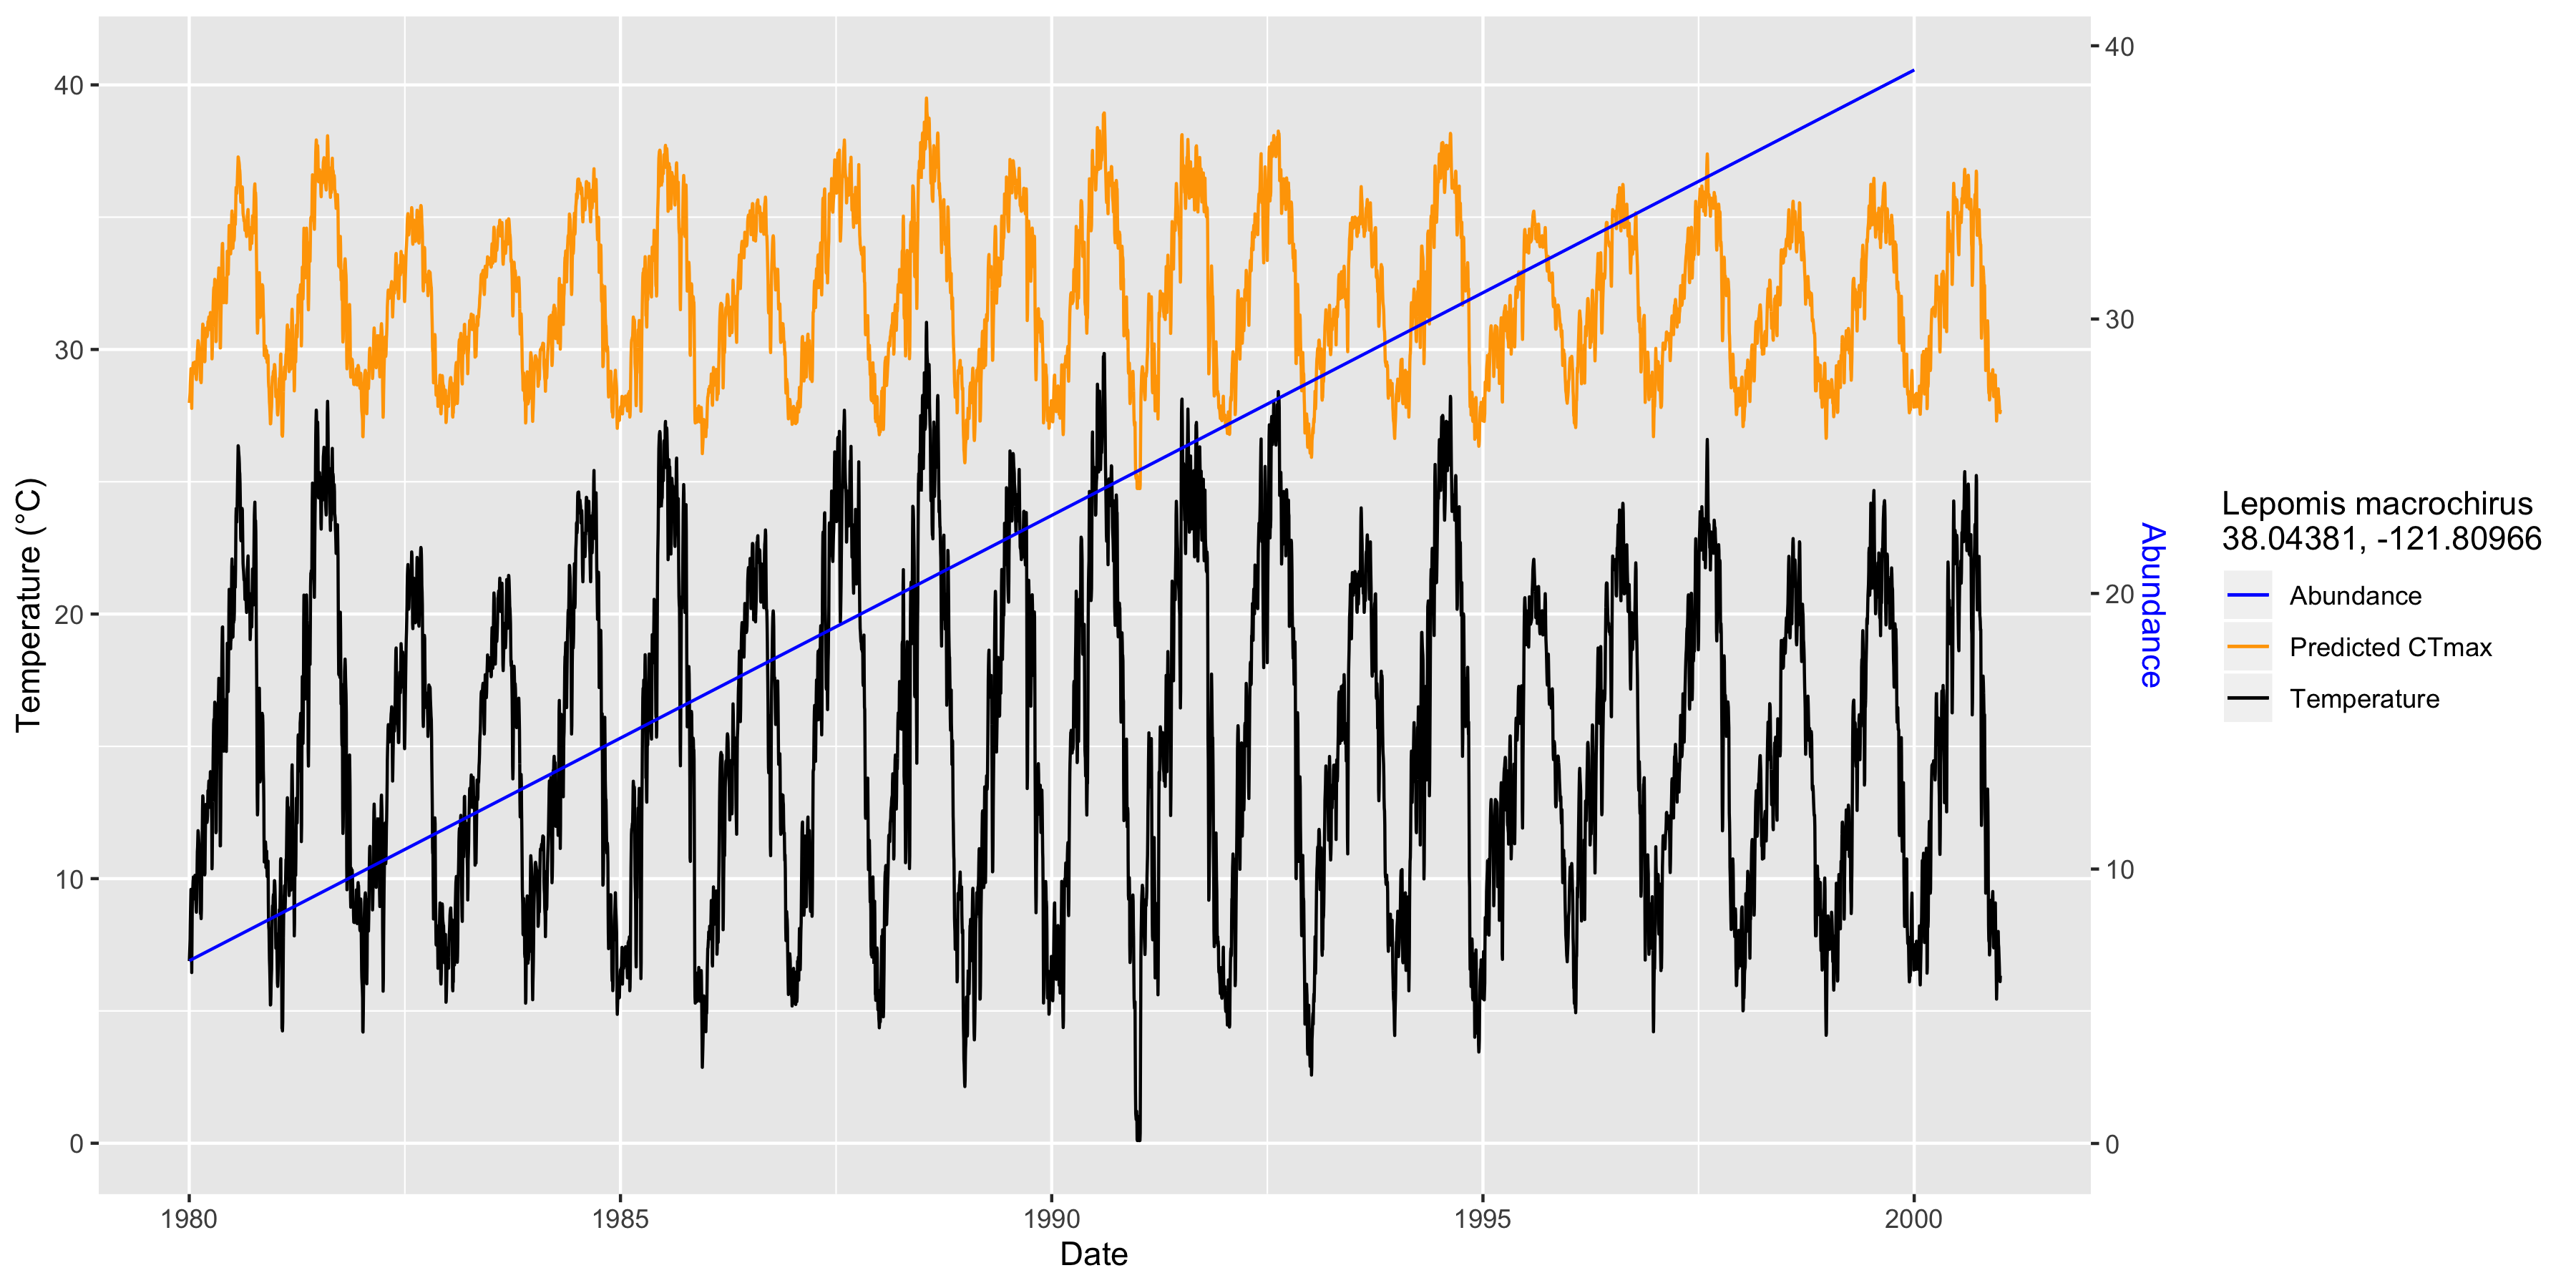 40
30
20
10
0
Temperature (°C)
1980
1985
1990
1995
2000
Date
40
30
20
10
0
Abundance
Lepomis macrochirus
38.04381, -121.80966
Abundance
Predicted CTmax
Temperature